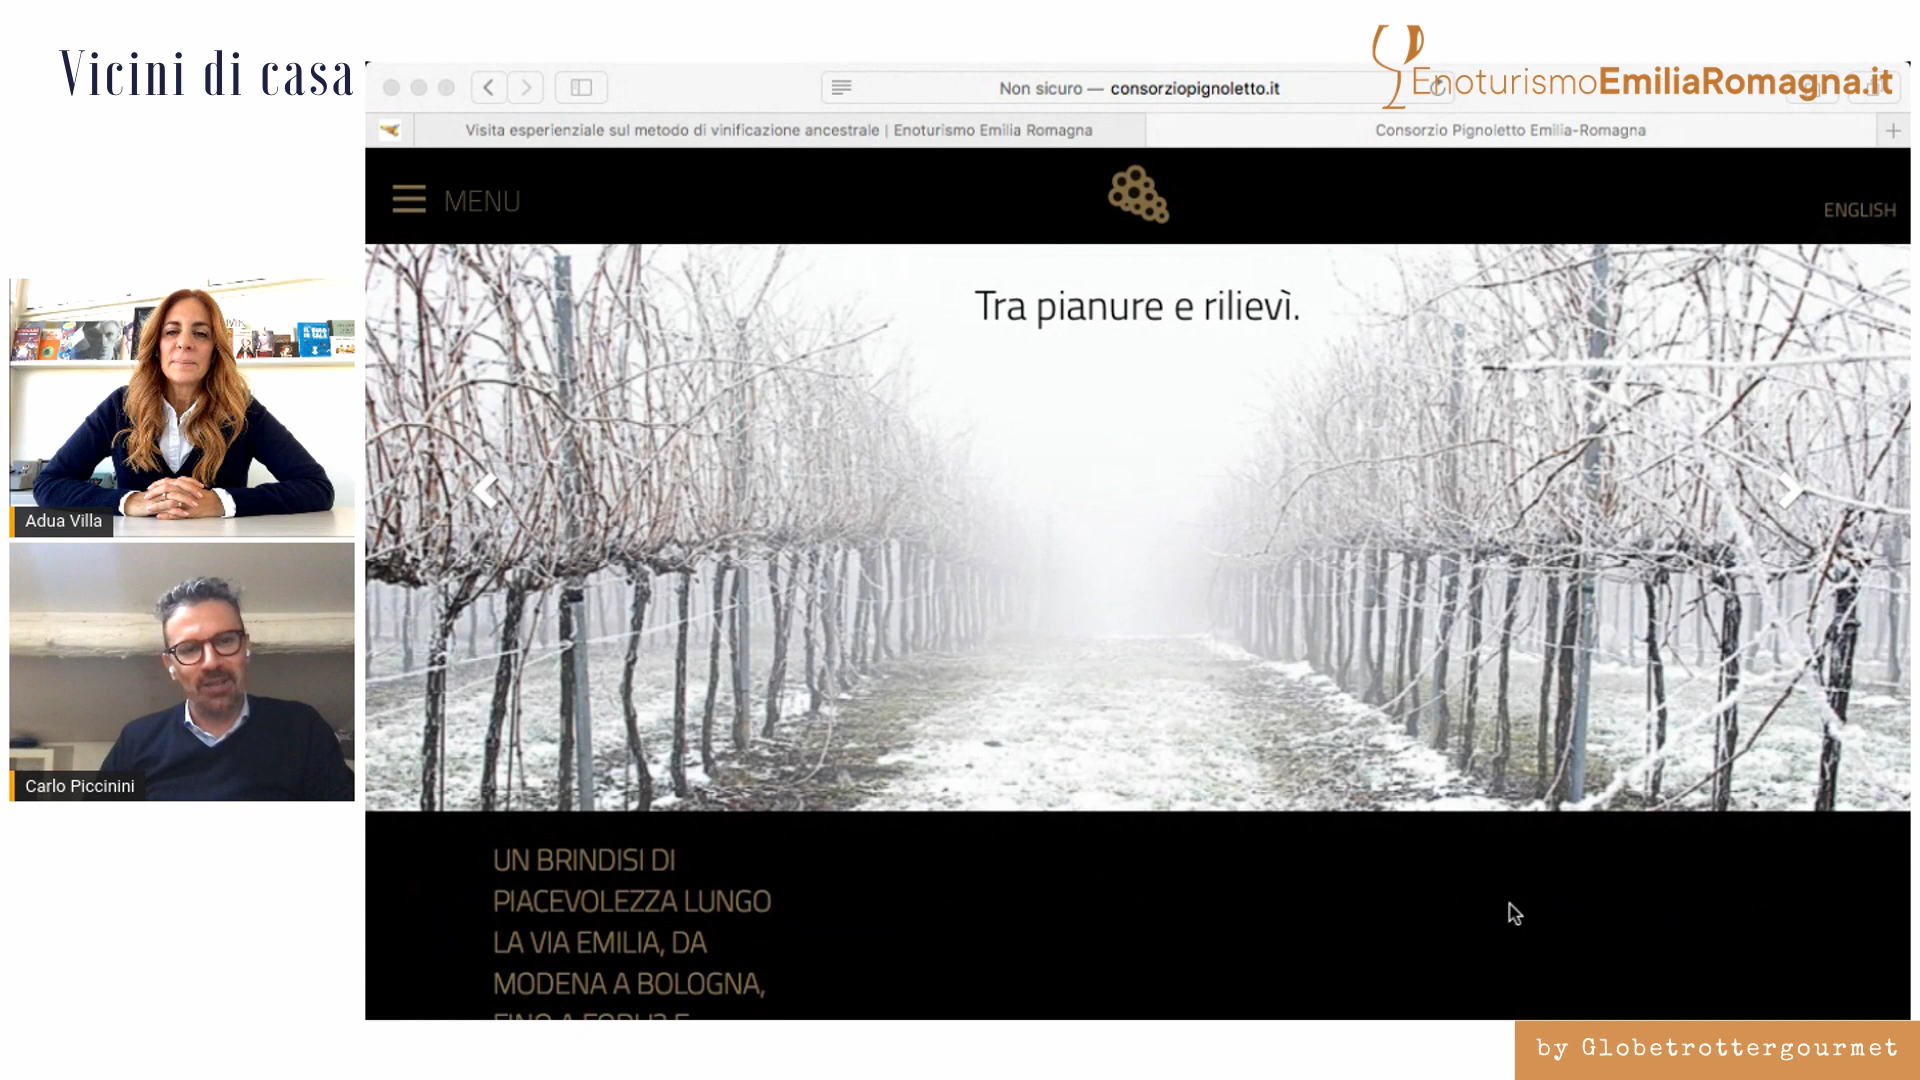 Vicini di casa
EnoturismoEmiliaRomagna.it
Non sicuro — consorziopignoletto.it
Visita esperienziale sul metodo di vinificazione ancestrale | Enoturismo Emilia Romagna
Consorzio Pignoletto Emilia-Romagna
MENU
ENGLISH
Tra pianure e rilievì.
Adua Villa
Carlo Piccinini
UN BRINDISI DI
PIACEVOLEZZA LUNGO
LA VIA EMILIA, DA
MODENA A BOLOGNA,
by Globetrottergourmet